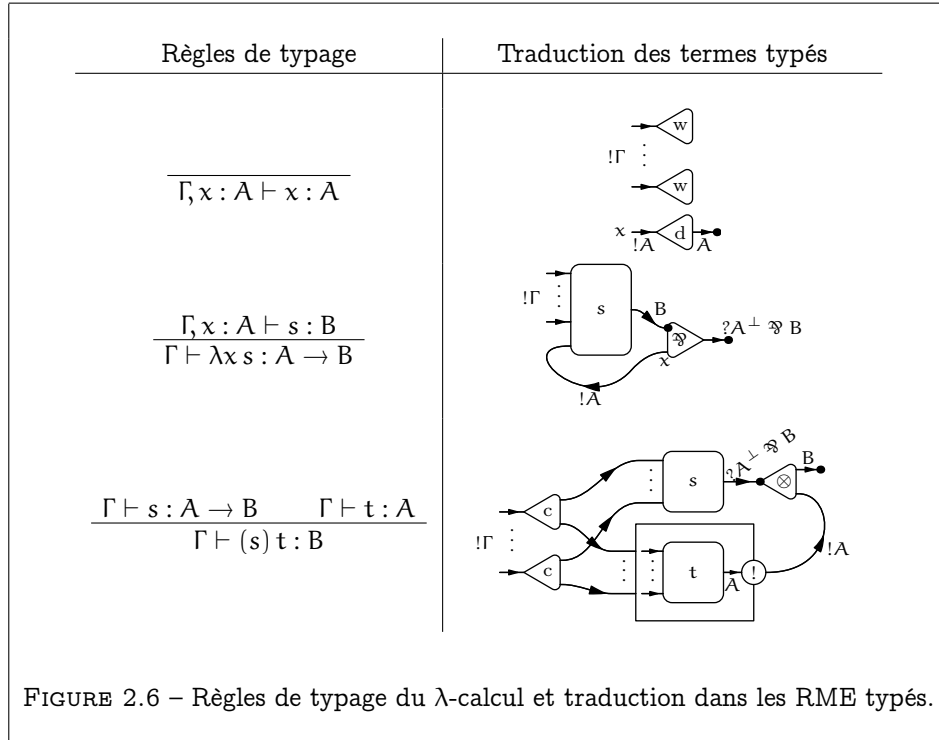 Règles de typage
Traduction des termes typés
Γ, x : A ⊢ x : A
w
!Γ
⋮
w
x
!A
d
A
Γ, x : A ⊢ s : B
Γ ⊢ λx s : A → B
!Γ
⋮
s
B
⅋
?A⊥ ⅋ B
x
!A
Γ ⊢ s : A → B Γ ⊢ t : A
Γ ⊢ (s) t : B
!Γ
⋮
c
c
s
?A⊥ ⅋ B
⊗
B
t
A
!
!A
FIGURE 2.6 – Règles de typage du λ-calcul et traduction dans les RME typés.